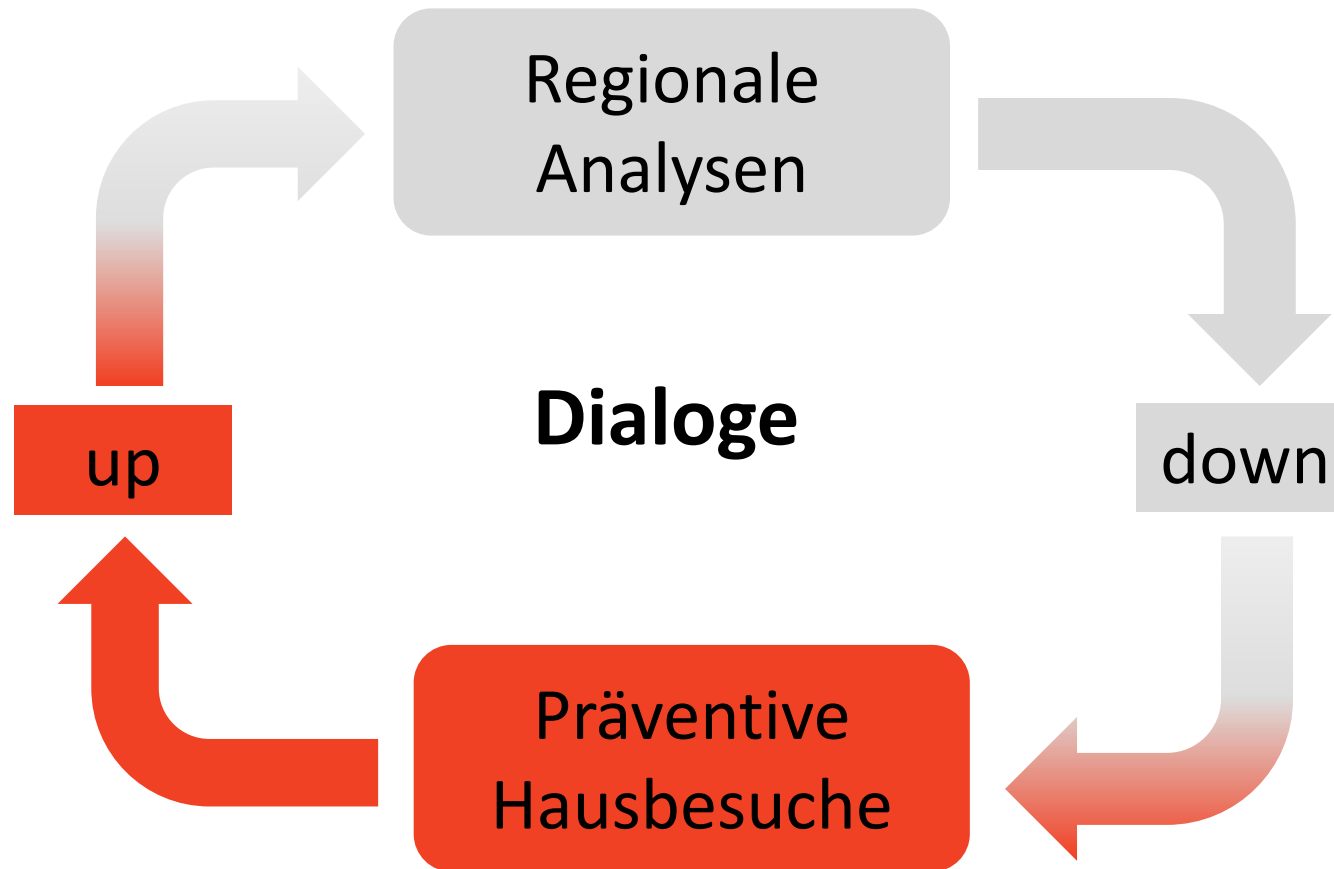 Regionale
Analysen
Dialoge
up
down
Präventive
Hausbesuche